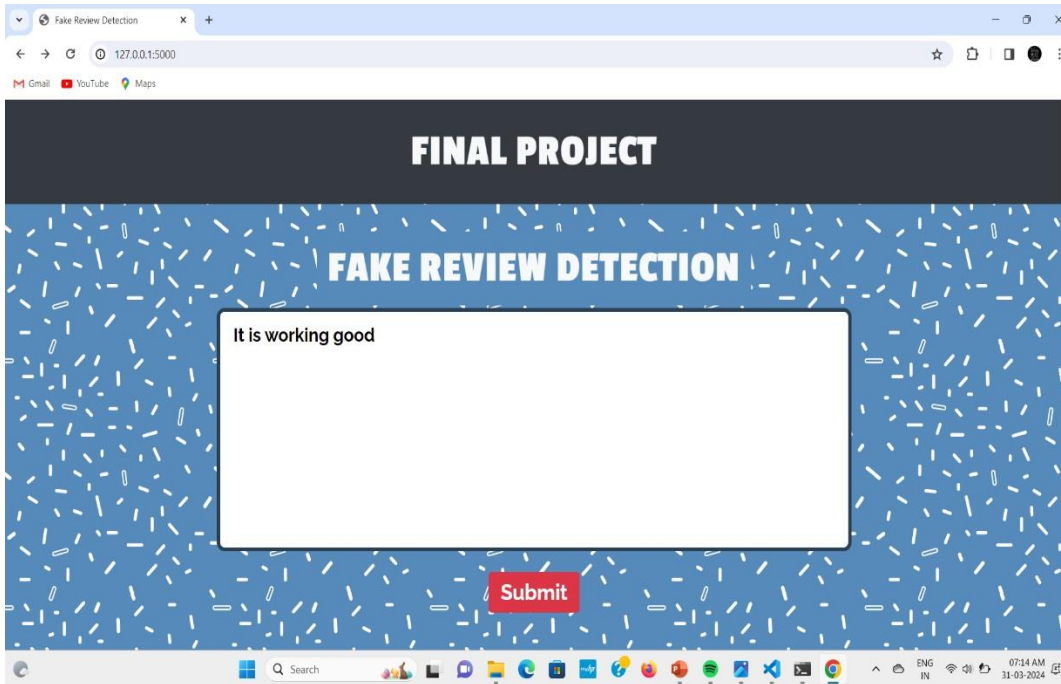 Fake Review Detection
127.0.0.1:5000
Gmail YouTube Maps
FINAL PROJECT
FAKE REVIEW DETECTION
It is working good
Submit
Search
ENG
IN
07:14 AM
31-03-2024